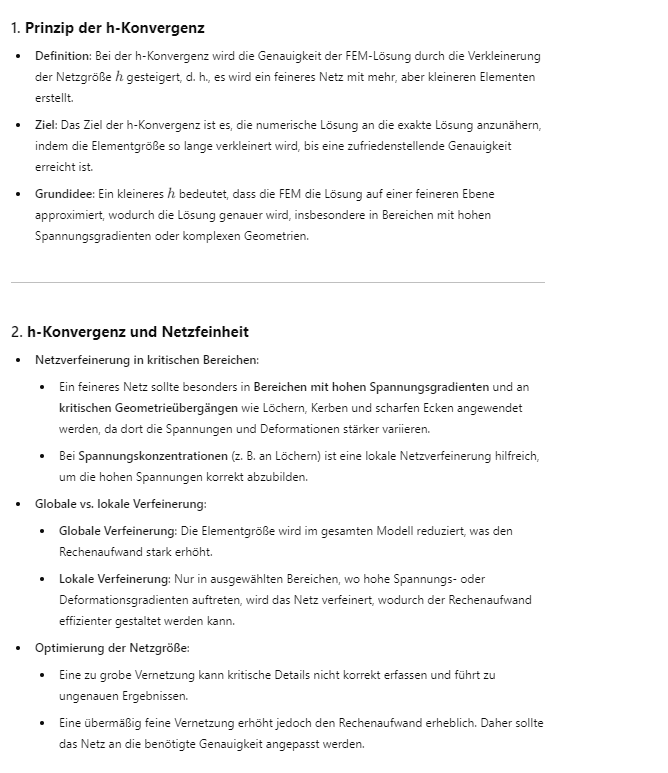 1. Prinzip der h-Konvergenz
• Definition: Bei der h-Konvergenz wird die Genauigkeit der FEM-Lösung durch die Verkleinerung
der Netzgröße h gesteigert, d. h., es wird ein feineres Netz mit mehr, aber kleineren Elementen
erstellt.
• Ziel: Das Ziel der h-Konvergenz ist es, die numerische Lösung an die exakte Lösung anzunähern,
indem die Elementgröße so lange verkleinert wird, bis eine zufriedenstellende Genauigkeit
erreicht ist.
• Grundidee: Ein kleineres h bedeutet, dass die FEM die Lösung auf einer feineren Ebene
approximiert, wodurch die Lösung genauer wird, insbesondere in Bereichen mit hohen
Spannungsgradienten oder komplexen Geometrien.
2. h-Konvergenz und Netzfeinheit
• Netzverfeinerung in kritischen Bereichen:
• Ein feineres Netz sollte besonders in Bereichen mit hohen Spannungsgradienten und an
kritischen Geometrieübergängen wie Löchern, Kerben und scharfen Ecken angewendet
werden, da dort die Spannungen und Deformationen stärker variieren.
• Bei Spannungskonzentrationen (z. B. an Löchern) ist eine lokale Netzverfeinerung hilfreich,
um die hohen Spannungen korrekt abzubilden.
• Globale vs. lokale Verfeinerung:
• Globale Verfeinerung: Die Elementgröße wird im gesamten Modell reduziert, was den
Rechenaufwand stark erhöht.
• Lokale Verfeinerung: Nur in ausgewählten Bereichen, wo hohe Spannungs- oder
Deformationsgradienten auftreten, wird das Netz verfeinert, wodurch der Rechenaufwand
effizienter gestaltet werden kann.
• Optimierung der Netzgröße:
• Eine zu grobe Vernetzung kann kritische Details nicht korrekt erfassen und führt zu
ungenauen Ergebnissen.
• Eine übermäßig feine Vernetzung erhöht jedoch den Rechenaufwand erheblich. Daher sollte
das Netz an die benötigte Genauigkeit angepasst werden.